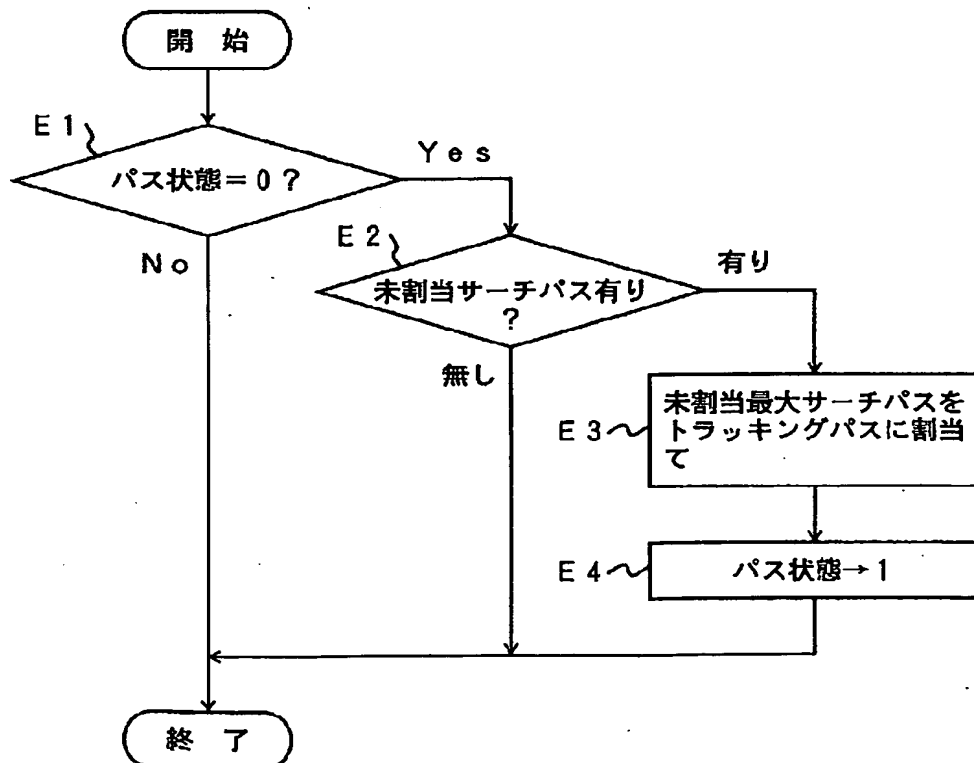 開 始
E1
パス状態=0?
Yes
No
E2
未割当サーチパス有り
?
有り
無し
E3
未割当最大サーチパスを
トラッキングパスに割当
て
E4
パス状態→1
終 了